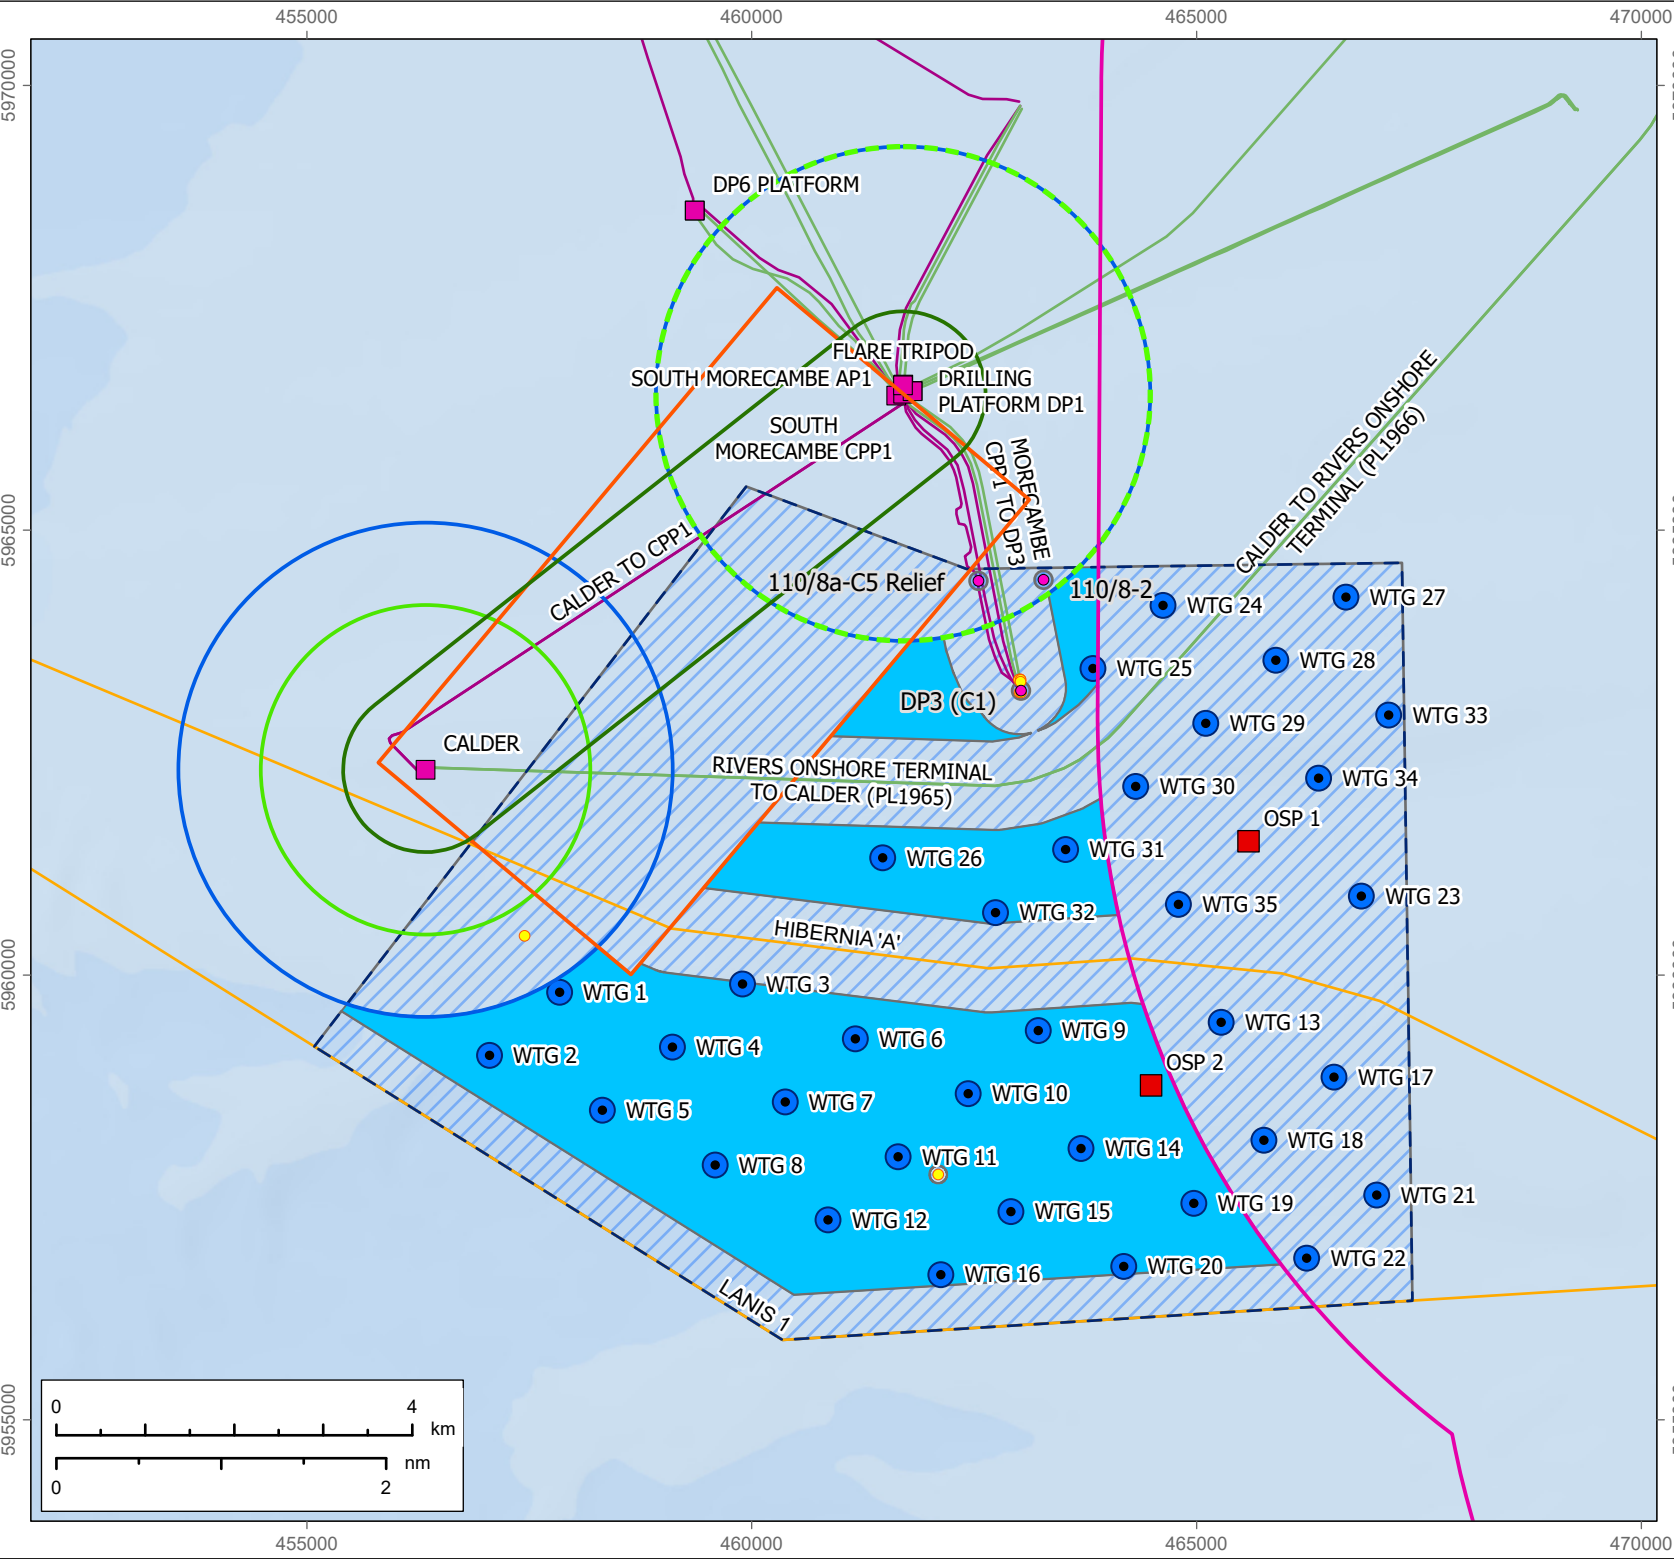 455000
460000
465000
470000
5970000
5965000
5960000
5955000
DP6 PLATFORM
FLARE TRIPOD
SOUTH MORECAMBE AP1
DRILLING
PLATFORM DP1
SOUTH
MORECAMBE CPP1
MORECAMBE
CPP1 TO DP3
CALDER TO RIVERS ONSHORE
TERMINAL (PL1966)
CALDER TO CPP1
110/8a-C5 Relief
110/8-2
WTG 24
WTG 27
WTG 28
WTG 25
DP3 (C1)
WTG 29
WTG 33
CALDER
RIVERS ONSHORE TERMINAL
TO CALDER (PL1965)
WTG 30
WTG 34
OSP 1
WTG 26
WTG 31
WTG 32
WTG 35
WTG 23
HIBERNIA 'A'
WTG 1
WTG 3
WTG 9
WTG 13
WTG 2
WTG 4
WTG 6
OSP 2
WTG 17
WTG 5
WTG 7
WTG 10
WTG 18
WTG 8
WTG 11
WTG 14
WTG 21
WTG 12
WTG 15
WTG 19
WTG 16
WTG 20
WTG 22
LANIS 1
0
4
km
nm
0
2
455000
460000
465000
470000